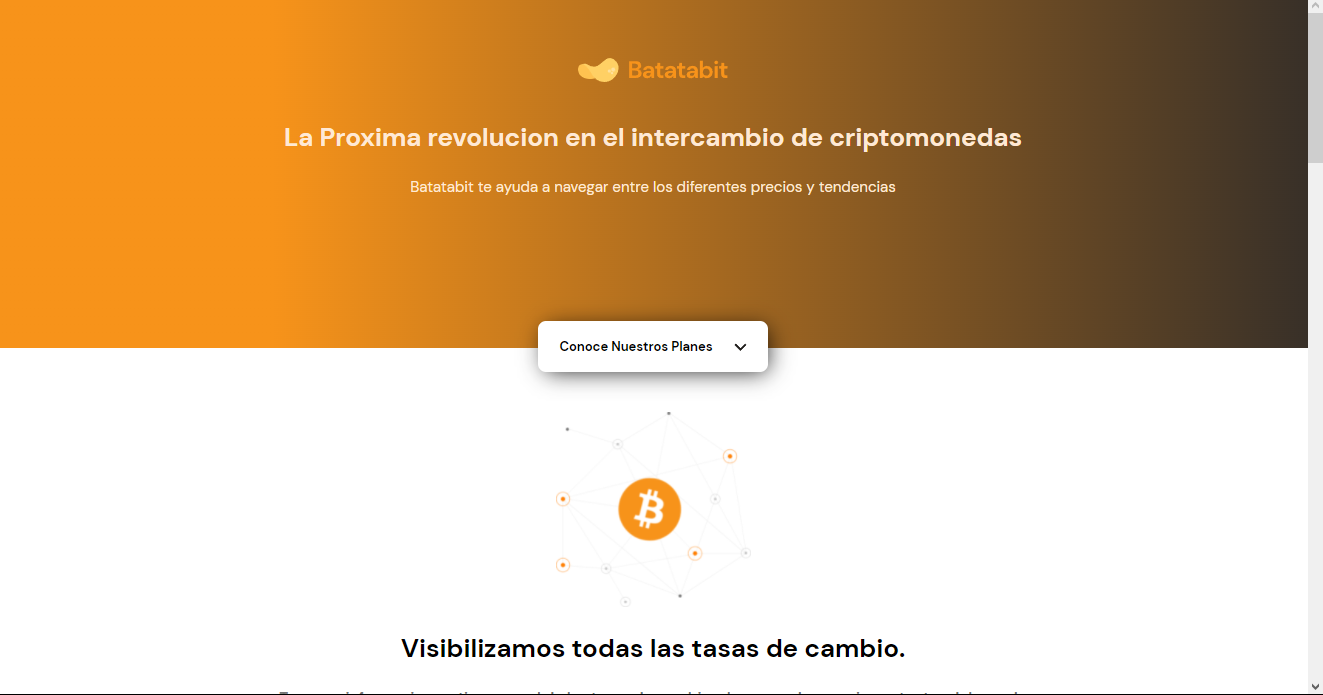 Batatabit
La Proxima revolucion en el intercambio de criptomonedas
Batatabit te ayuda a navegar entre los diferentes precios y tendencias
Conoce Nuestros Planes
Visibilizamos todas las tasas de cambio.